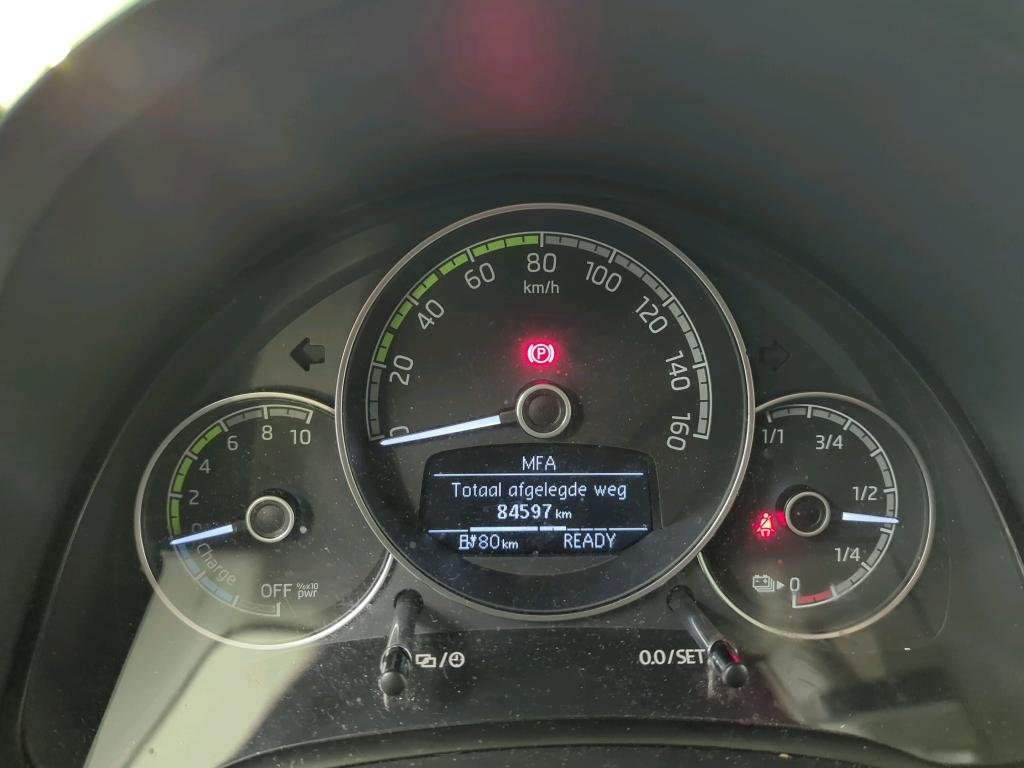 20
40
60
80
100
120
140
160
km/h
P
0
2
4
6
8
10
Charge
OFF %x10
pwr
MFA
Totaal afgelegde weg
84597 km
80 km READY
1/1
3/4
1/2
1/4
0
0.0/SET